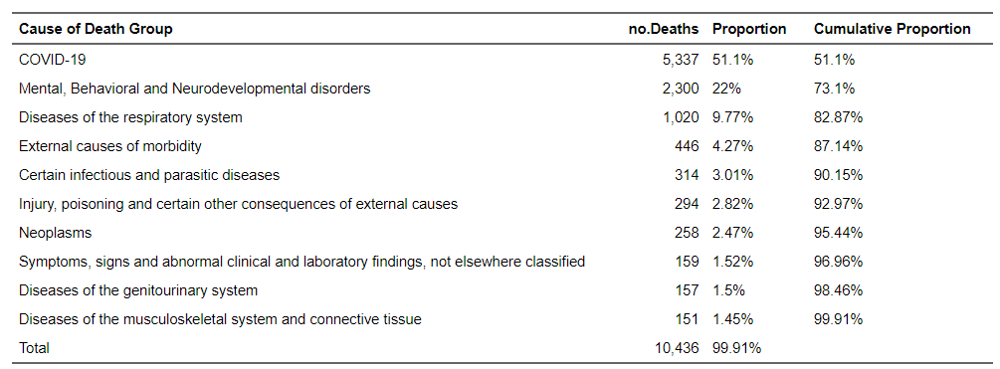 Cause of Death Group no.Deaths Proportion Cumulative Proportion
COVID-19 5,337 51.1% 51.1%
Mental, Behavioral and Neurodevelopmental disorders 2,300 22% 73.1%
Diseases of the respiratory system 1,020 9.77% 82.87%
External causes of morbidity 446 4.27% 87.14%
Certain infectious and parasitic diseases 314 3.01% 90.15%
Injury, poisoning and certain other consequences of external causes 294 2.82% 92.97%
Neoplasms 258 2.47% 95.44%
Symptoms, signs and abnormal clinical and laboratory findings, not elsewhere classified 159 1.52% 96.96%
Diseases of the genitourinary system 157 1.5% 98.46%
Diseases of the musculoskeletal system and connective tissue 151 1.45% 99.91%
Total 10,436 99.91%